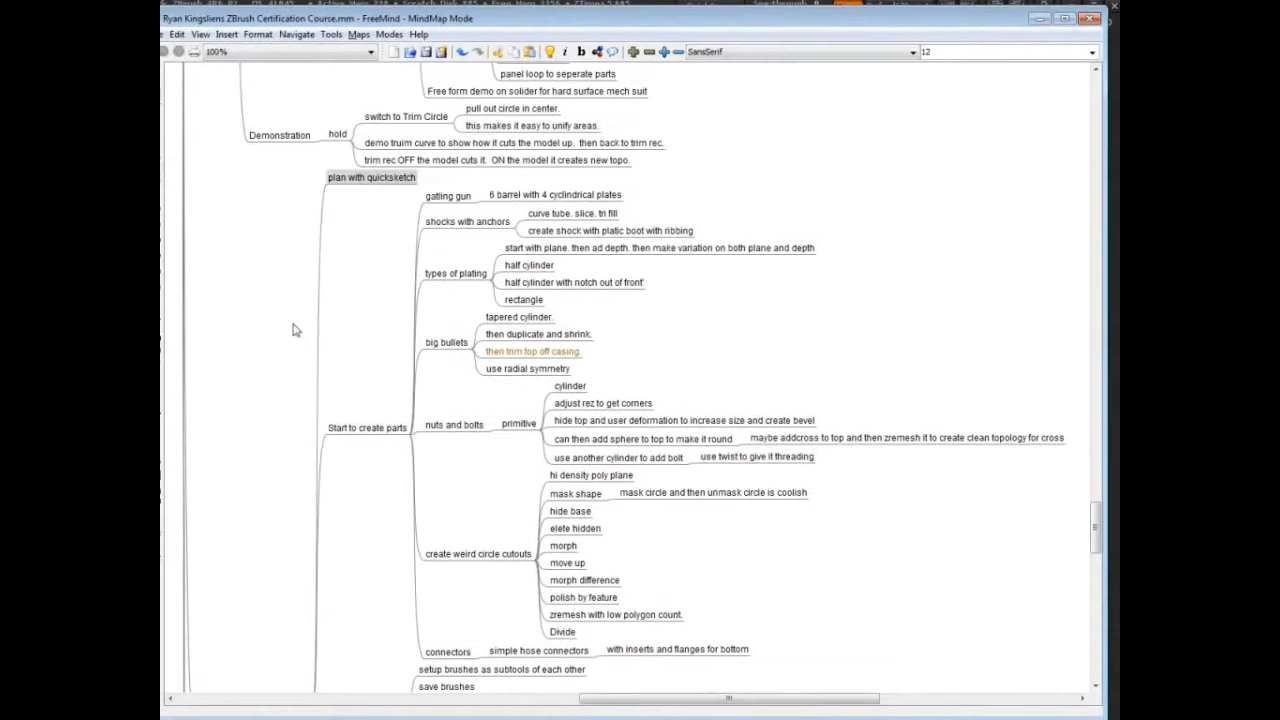 Ryan Kingsliens ZBrush Certification Course.mm - FreeMind - MindMap Mode
Edit View Insert Format Navigate Tools Maps Modes Help
100% SansSerif 12
panel loop to seperate parts
Free form demo on solider for hard surface mech suit
Demonstration
hold
switch to Trim Circle
pull out circle in center.
this makes it easy to unify areas.
demo truim curve to show how it cuts the model up. then back to trim rec.
trim rec OFF the model cuts it. ON the model it creates new topo.
plan with quicksketch
Start to create parts
gatling gun
6 barrel with 4 cyclindrical plates
shocks with anchors
curve tube. slice. tri fill
create shock with platic boot with ribbing
types of plating
start with plane. then ad depth. then make variation on both plane and depth
half cylinder
half cylinder with notch out of front'
rectangle
big bullets
tapered cylinder.
then duplicate and shrink.
then trim top off casing.
use radial symmetry
nuts and bolts
primitive
cylinder
adjust rez to get corners
hide top and user deformation to increase size and create bevel
can then add sphere to top to make it round
maybe addcross to top and then zremesh it to create clean topology for cross
use another cylinder to add bolt
use twist to give it threading
create weird circle cutouts
hi density poly plane
mask shape
mask circle and then unmask circle is coolish
hide base
elete hidden
morph
move up
morph difference
polish by feature
zremesh with low polygon count.
Divide
connectors
simple hose connectors
with inserts and flanges for bottom
setup brushes as subtools of each other
save brushes